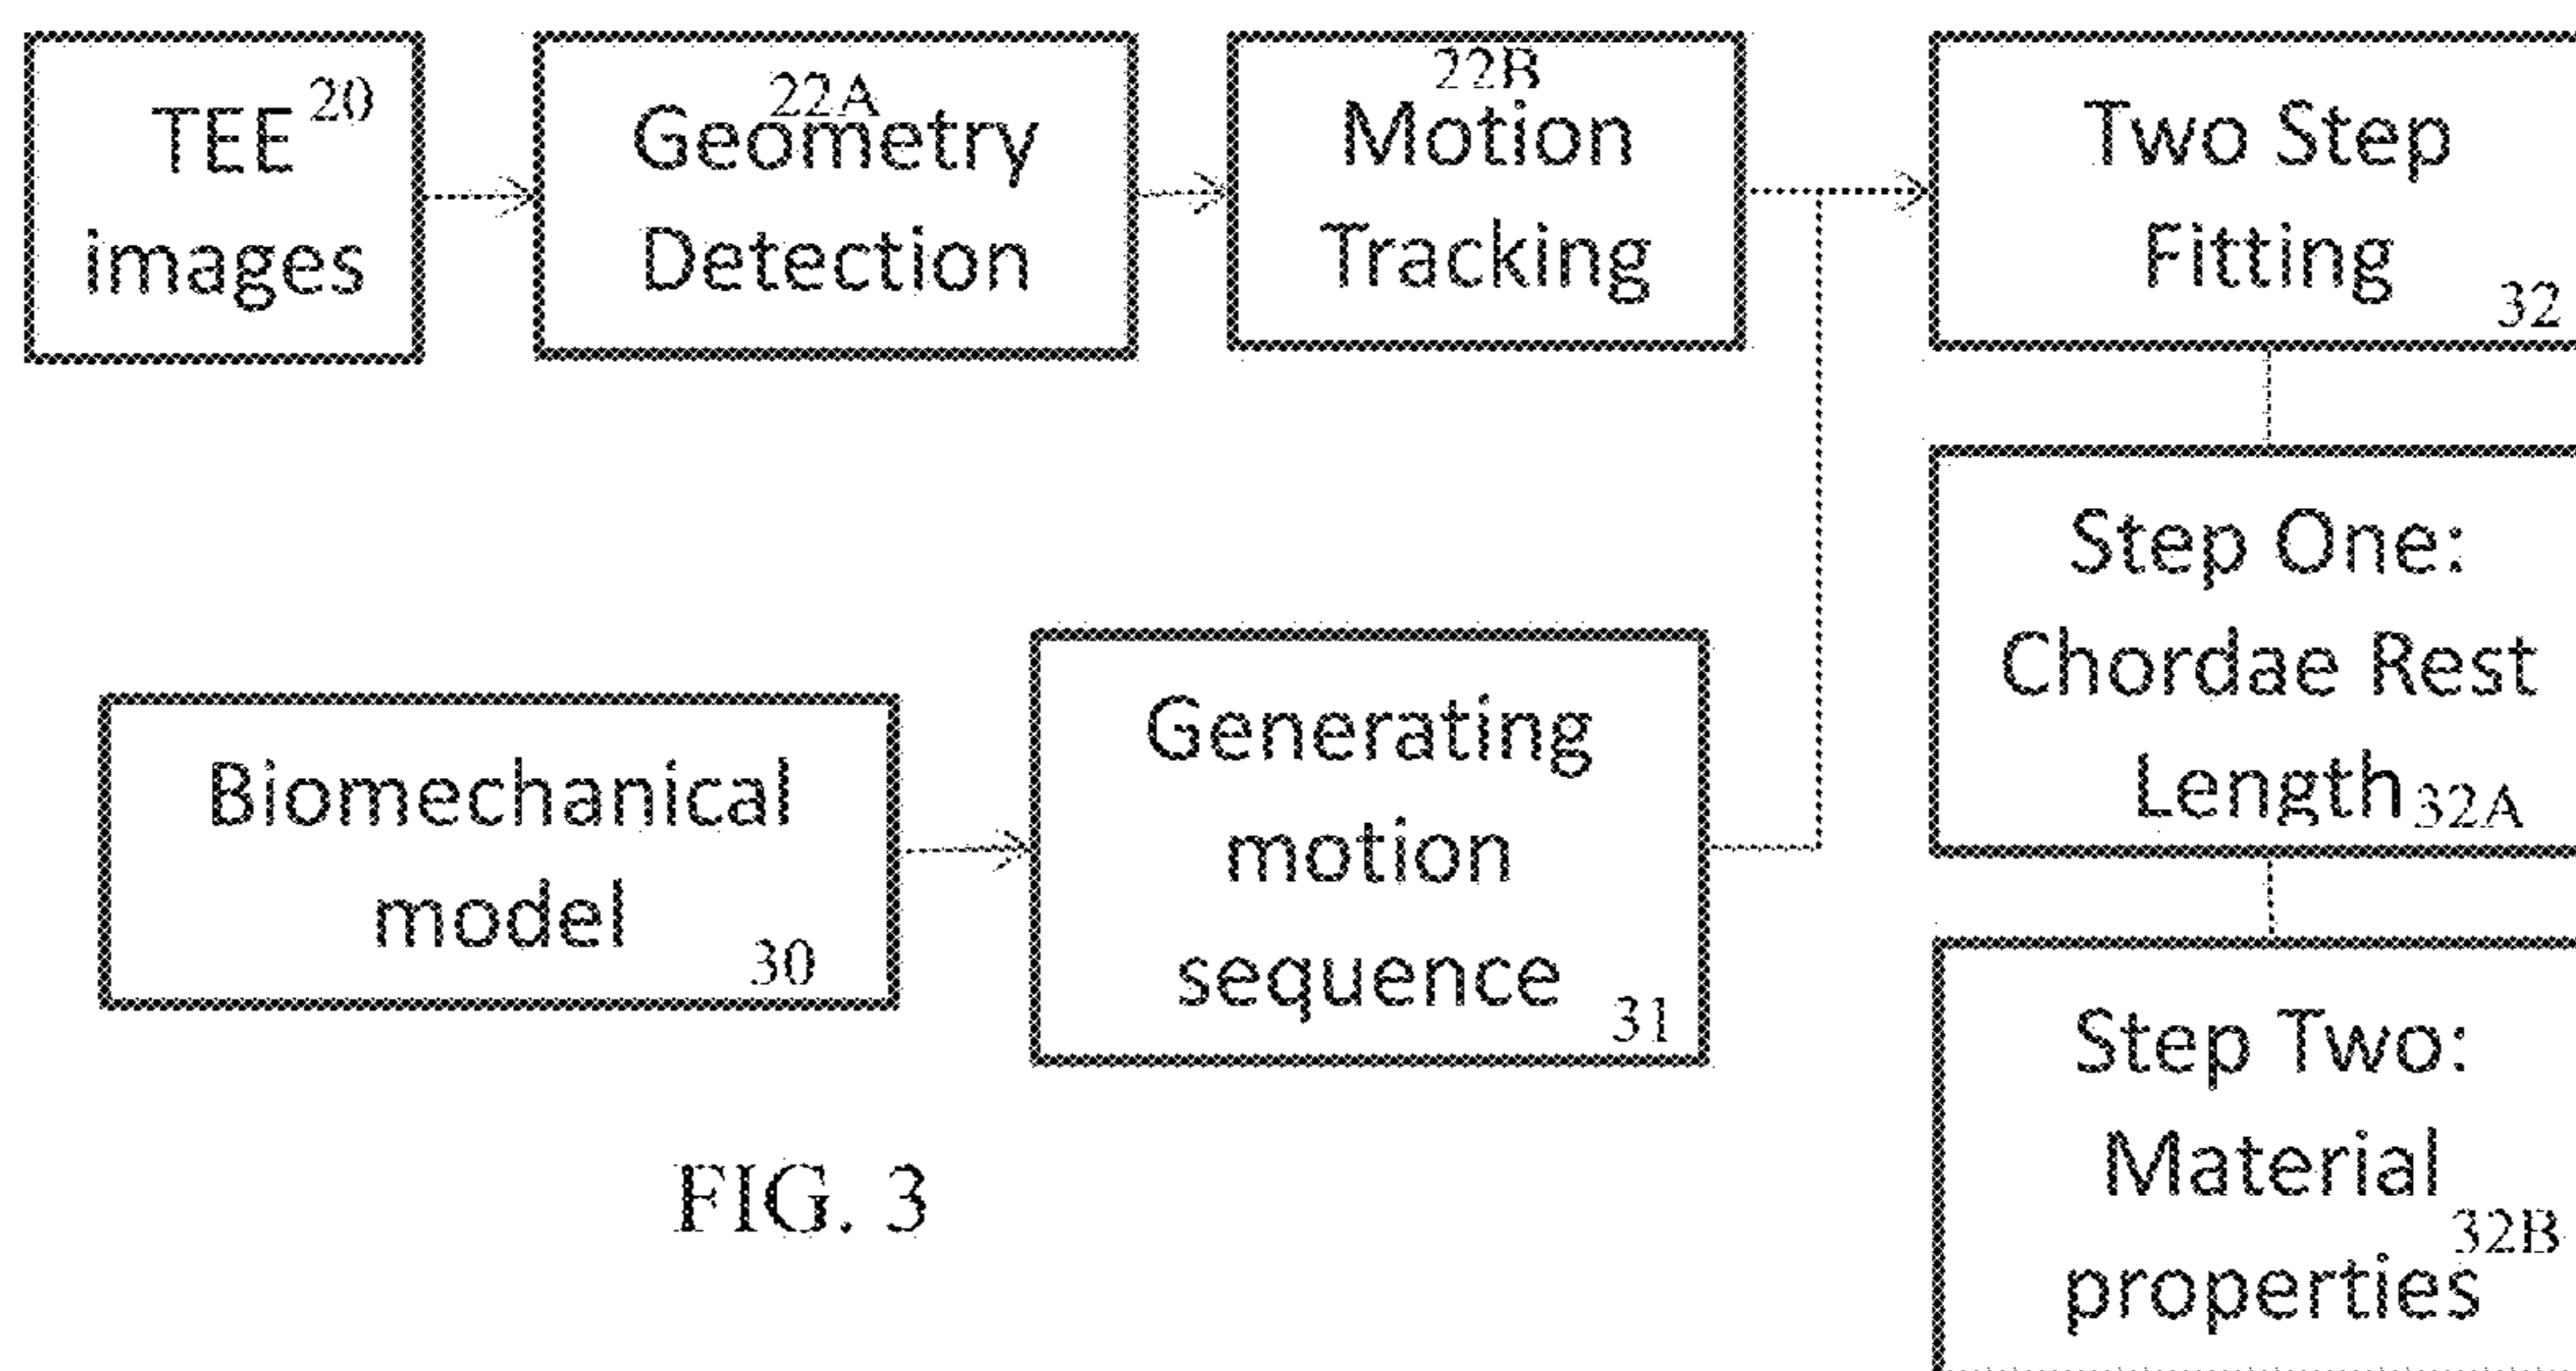 TEE 20
images
22A
Geometry
Detection
22B
Motion
Tracking
Two Step
Fitting
32
Step One:
Chordae Rest
Length 32A
Step Two:
Material
32B
properties
Biomechanical
model
30
Generating
motion
sequence
31
FIG. 3